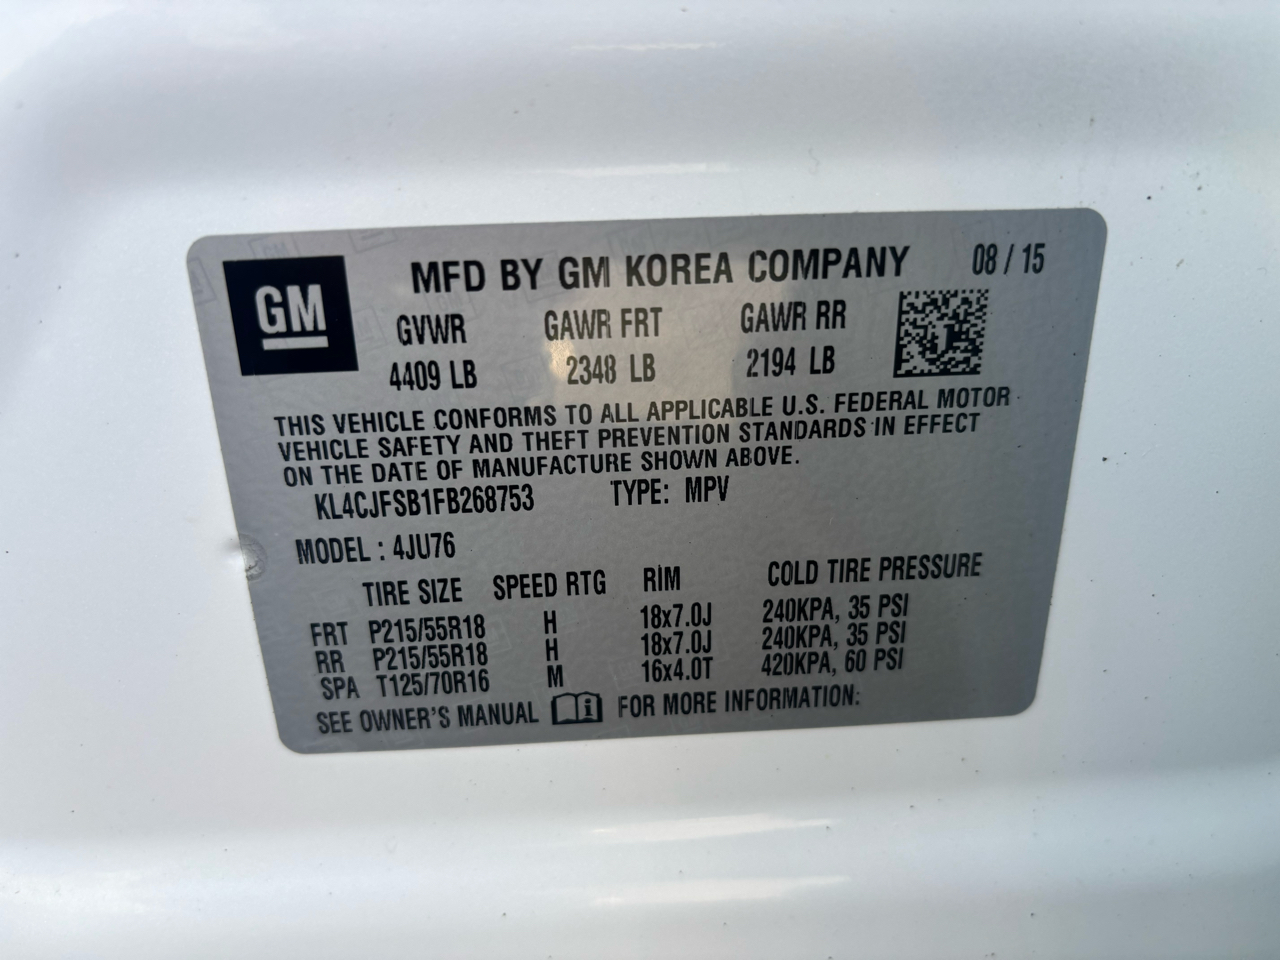 GM
MFD BY GM KOREA COMPANY 08 / 15
GVWR GAWR FRT GAWR RR
4409 LB 2348 LB 2194 LB
THIS VEHICLE CONFORMS TO ALL APPLICABLE U.S. FEDERAL MOTOR
VEHICLE SAFETY AND THEFT PREVENTION STANDARDS IN EFFECT
ON THE DATE OF MANUFACTURE SHOWN ABOVE.
KL4CJFSB1FB268753 TYPE: MPV
MODEL : 4JU76
TIRE SIZE SPEED RTG RIM COLD TIRE PRESSURE
FRT P215/55R18 H 18x7.0J 240KPA, 35 PSI
RR P215/55R18 H 18x7.0J 240KPA, 35 PSI
SPA T125/70R16 M 16x4.0T 420KPA, 60 PSI
SEE OWNER'S MANUAL i FOR MORE INFORMATION: